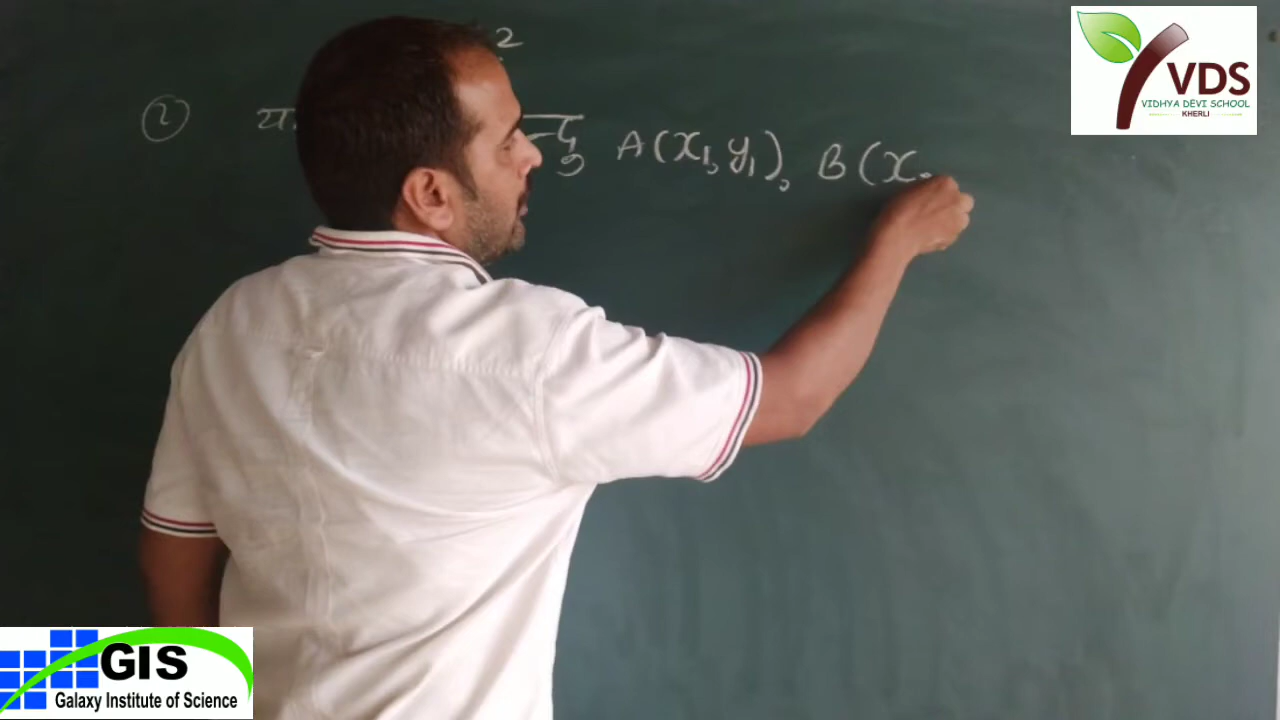 2
(2) A(x₁, y₁), B(x
VDS
VIDHYA DEVI SCHOOL
KHERLI
GIS
Galaxy Institute of Science